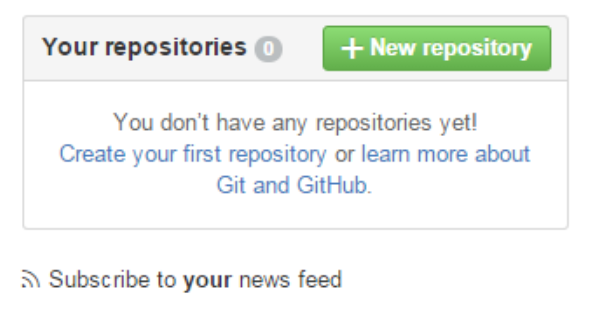 Your repositories 0 + New repository
You don't have any repositories yet!
Create your first repository or learn more about
Git and GitHub.
Subscribe to your news feed